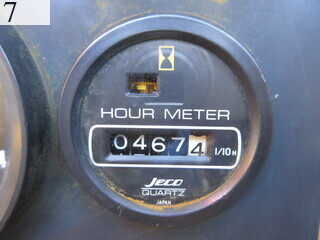 7
HOUR METER
04674 1/10H
Jeco
QUARTZ
JAPAN